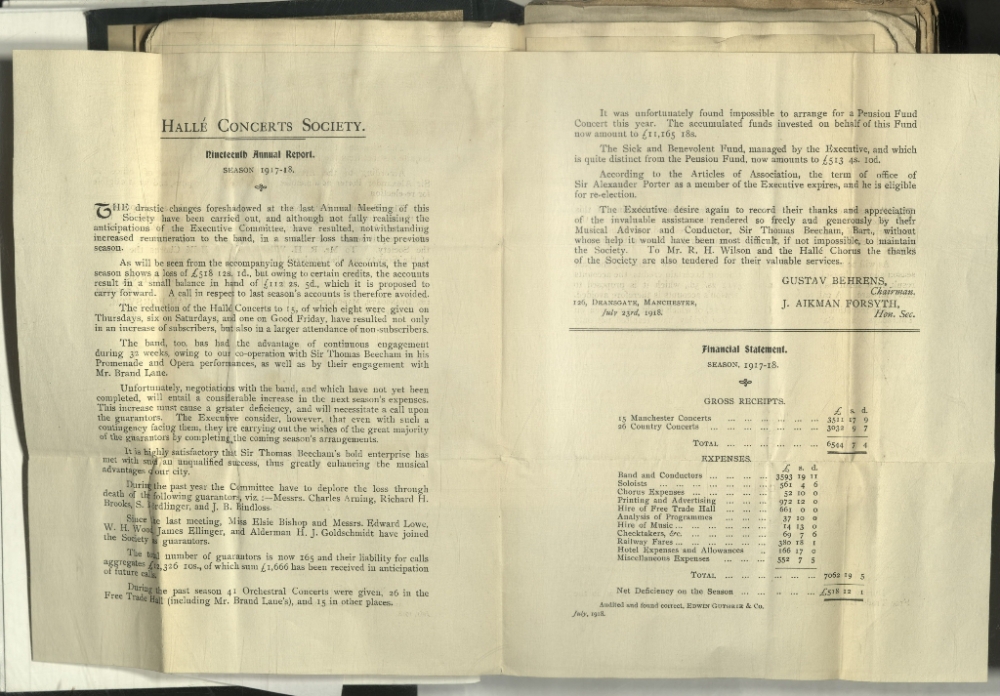 HALLÉ CONCERTS SOCIETY.
Nineteenth Annual Report.
SEASON 1917-18.
THE drastic changes foreshadowed at the last Annual Meeting of this
Society have been carried out, and although not fully realising the
anticipations of the Executive Committee, have resulted, notwithstanding
increased remuneration to the band, in a smaller loss than in the previous
season.
As will be seen from the accompanying Statement of Accounts, the past
season shows a loss of £518 12s. 1d., but owing to certain credits, the accounts
result in a small balance in hand of £112 2s. 5d., which it is proposed to
carry forward. A call in respect to last season's accounts is therefore avoided.
The reduction of the Hallé Concerts to 15, of which eight were given on
Thursdays, six on Saturdays, and one on Good Friday, have resulted not only
in an increase of subscribers, but also in a larger attendance of non-subscribers.
The band, too, has had the advantage of continuous engagement
during 32 weeks, owing to our co-operation with Sir Thomas Beecham in his
Promenade and Opera performances, as well as by their engagement with
Mr. Brand Lane.
Unfortunately, negotiations with the band, and which have not yet been
completed, will entail a considerable increase in the next season's expenses.
This increase must cause a greater deficiency, and will necessitate a call upon
the guarantors. The Executive consider, however, that even with such a
contingency facing them, they are carrying out the wishes of the great majority
of the guarantors by completing the coming season's arrangements.
It is highly satisfactory that Sir Thomas Beecham's bold enterprise has
met with such an unqualified success, thus greatly enhancing the musical
advantages of our city.
During the past year the Committee have to deplore the loss through
death of the following guarantors, viz.:—Messrs. Charles Arning, Richard H.
Brooks, S. and J. B. Bindloss.
Since the last meeting, Miss Elsie Bishop and Messrs. Edward Lowe,
W. H. Wood, James Ellinger, and Alderman H. J. Goldschmidt have joined
the Society as guarantors.
The total number of guarantors is now 265 and their liability for calls
aggregates 10s., of which sum £1,666 has been received in anticipation
of future calls.
During the past season 41 Orchestral Concerts were given, 26 in the
Free Trade Hall (including Mr. Brand Lane's), and 15 in other places.
It was unfortunately found impossible to arrange for a Pension Fund
Concert this year. The accumulated funds invested on behalf of this Fund
now amount to £11,165 18s.
The Sick and Benevolent Fund, managed by the Executive, and which
is quite distinct from the Pension Fund, now amounts to £513 4s. 10d.
According to the Articles of Association, the term of office of
Sir Alexander Porter as a member of the Executive expires, and he is eligible
for re-election.
The Executive desire again to record their thanks and appreciation
of the invaluable assistance rendered so freely and generously by their
Musical Advisor and Conductor, Sir Thomas Beecham, Bart., without
whose help it would have been most difficult, if not impossible, to maintain
the Society. To Mr. R. H. Wilson and the Hallé Chorus the thanks
of the Society are also tendered for their valuable services.
GUSTAV BEHRENS,
Chairman.
126, DEANSGATE, MANCHESTER,
J. AIKMAN FORSYTH,
July 23rd, 1918.
Hon. Sec.
Financial Statement.
SEASON, 1917-18.
GROSS RECEIPTS.
£ s. d.
15 Manchester Concerts ... 3511 17 9
26 Country Concerts ... 3032 9 7
TOTAL ... 6544 7 4
EXPENSES.
£ s. d.
Band and Conductors ... 3593 19 11
Soloists ... 561 4 6
Chorus Expenses ... 52 10 0
Printing and Advertising ... 972 12 0
Hire of Free Trade Hall ... 661 0 0
Analysis of Programmes ... 37 10 0
Hire of Music ... 14 13 0
Checktakers, &c. ... 69 7 6
Railway Fares ... 380 18 1
Hotel Expenses and Allowances .. 166 17 0
Miscellaneous Expenses ... 552 7 5
TOTAL ... 7062 19 5
Net Deficiency on the Season ... £518 12 1
Audited and found correct, EDWIN GUTHRIE & Co.
July, 1918.